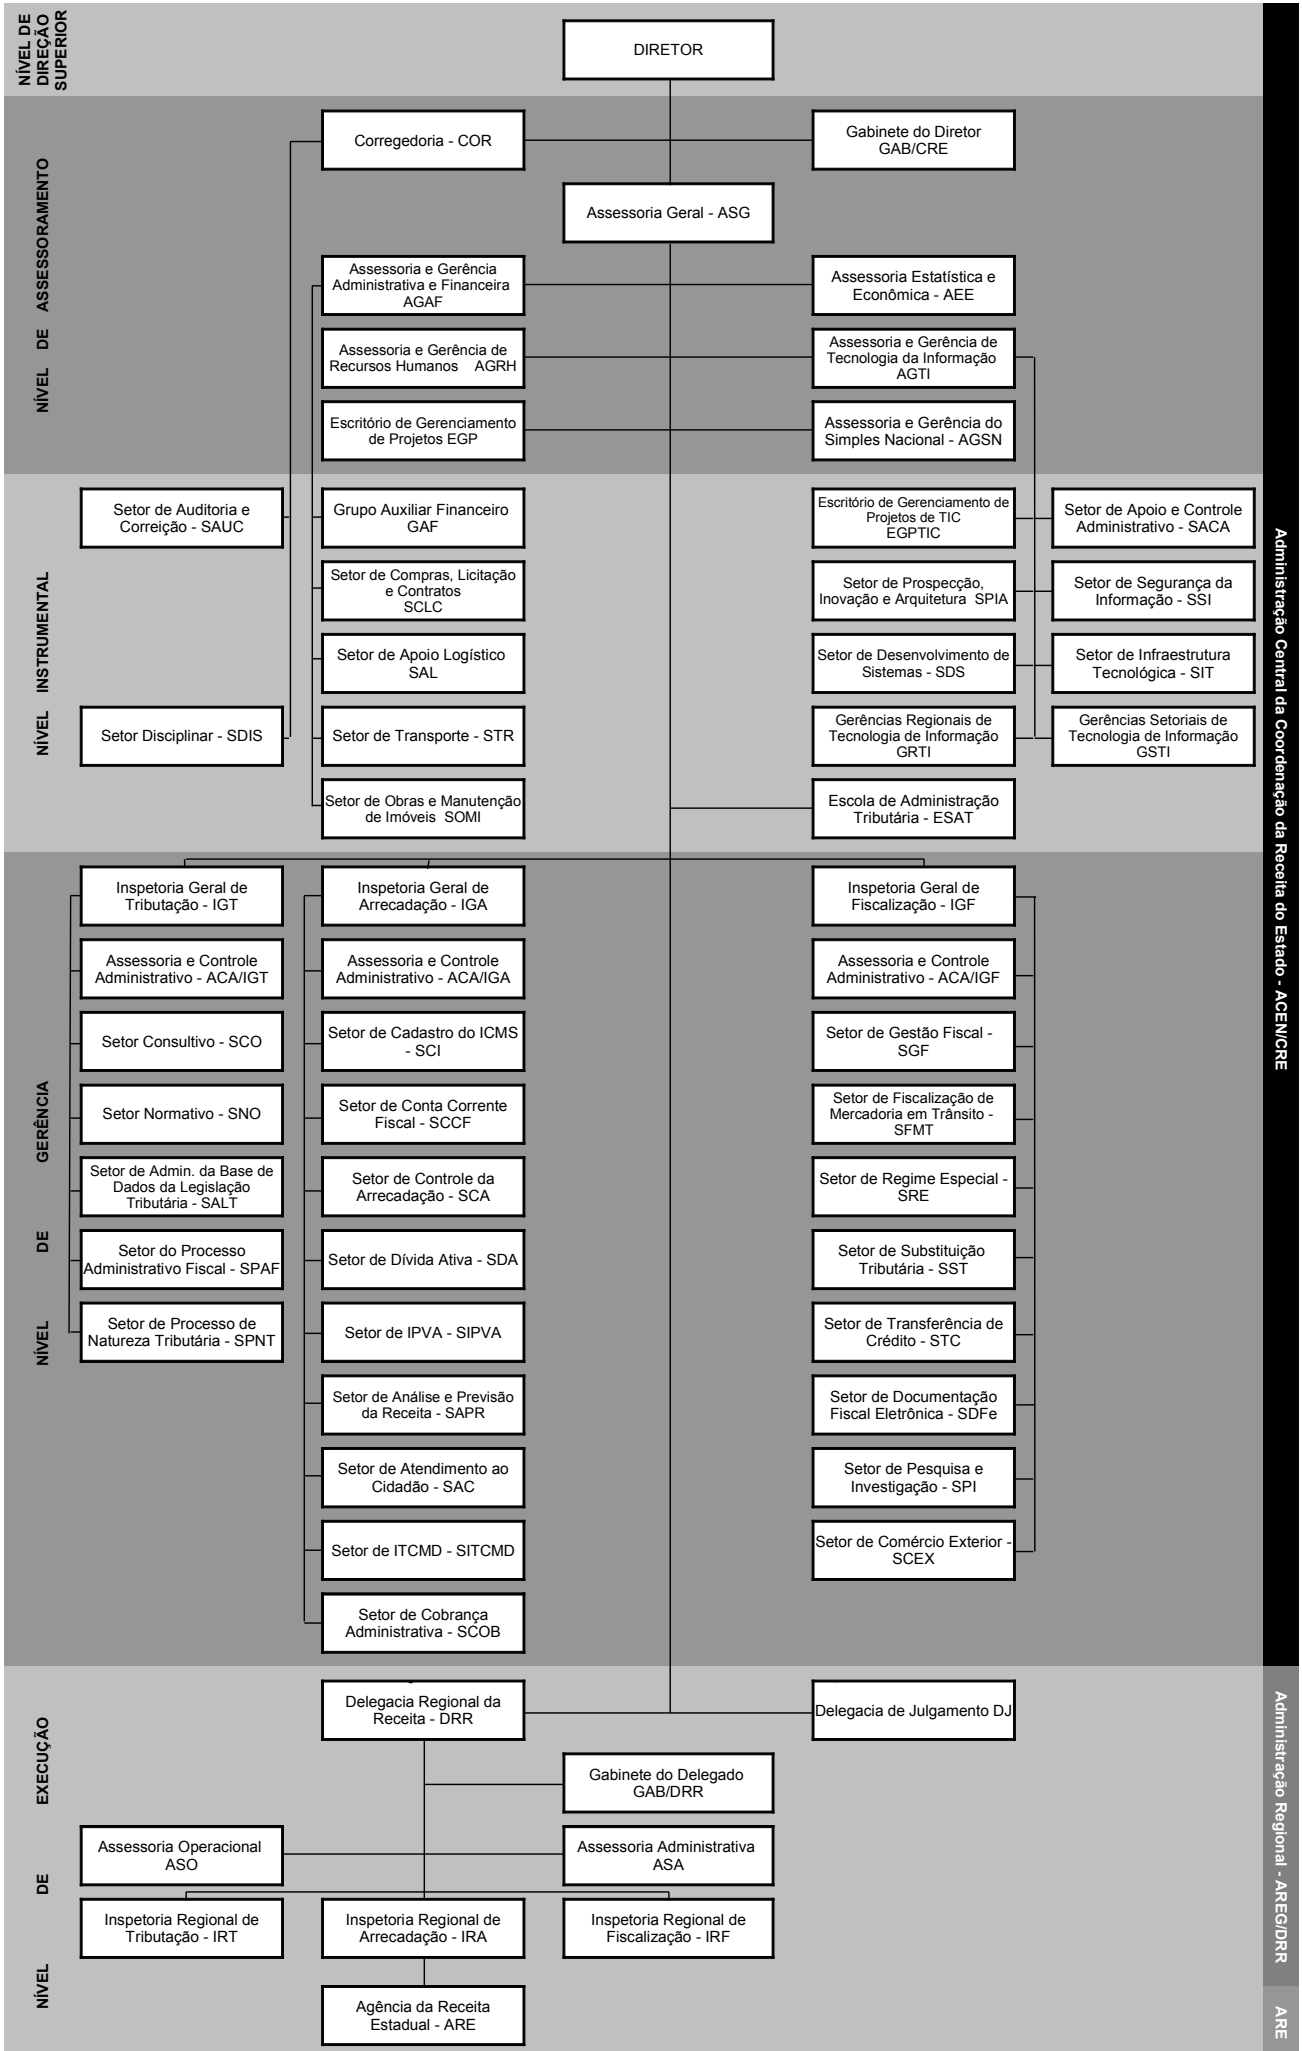 NÍVEL DE
DIREÇÃO
SUPERIOR
DIRETOR
NÍVEL DE ASSESSORAMENTO
Corregedoria - COR
Gabinete do Diretor
GAB/CRE
Assessoria Geral - ASG
Assessoria e Gerência
Administrativa e Financeira
AGAF
Assessoria Estatística e
Econômica - AEE
Assessoria e Gerência de
Recursos Humanos AGRH
Assessoria e Gerência de
Tecnologia da Informação
AGTI
Escritório de Gerenciamento
de Projetos EGP
Assessoria e Gerência do
Simples Nacional - AGSN
NÍVEL INSTRUMENTAL
Setor de Auditoria e
Correição - SAUC
Grupo Auxiliar Financeiro
GAF
Escritório de Gerenciamento de
Projetos de TIC
EGPTIC
Setor de Apoio e Controle
Administrativo - SACA
Setor de Compras, Licitação
e Contratos
SCLC
Setor de Prospecção,
Inovação e Arquitetura SPIA
Setor de Segurança da
Informação - SSI
Setor de Apoio Logístico
SAL
Setor de Desenvolvimento de
Sistemas - SDS
Setor de Infraestrutura
Tecnológica - SIT
Setor Disciplinar - SDIS
Setor de Transporte - STR
Gerências Regionais de
Tecnologia de Informação
GRTI
Gerências Setoriais de
Tecnologia de Informação
GSTI
Setor de Obras e Manutenção
de Imóveis SOMI
Escola de Administração
Tributária - ESAT
NÍVEL DE GERÊNCIA
Inspetoria Geral de
Tributação - IGT
Inspetoria Geral de
Arrecadação - IGA
Inspetoria Geral de
Fiscalização - IGF
Assessoria e Controle
Administrativo - ACA/IGT
Assessoria e Controle
Administrativo - ACA/IGA
Assessoria e Controle
Administrativo - ACA/IGF
Setor Consultivo - SCO
Setor de Cadastro do ICMS
- SCI
Setor de Gestão Fiscal -
SGF
Setor Normativo - SNO
Setor de Conta Corrente
Fiscal - SCCF
Setor de Fiscalização de
Mercadoria em Trânsito -
SFMT
Setor de Admin. da Base de
Dados da Legislação
Tributária - SALT
Setor de Controle da
Arrecadação - SCA
Setor de Regime Especial -
SRE
Setor do Processo
Administrativo Fiscal - SPAF
Setor de Dívida Ativa - SDA
Setor de Substituição
Tributária - SST
Setor de Processo de
Natureza Tributária - SPNT
Setor de IPVA - SIPVA
Setor de Transferência de
Crédito - STC
Setor de Análise e Previsão
da Receita - SAPR
Setor de Documentação
Fiscal Eletrônica - SDFe
Setor de Atendimento ao
Cidadão - SAC
Setor de Pesquisa e
Investigação - SPI
Setor de ITCMD - SITCMD
Setor de Comércio Exterior -
SCEX
Setor de Cobrança
Administrativa - SCOB
Administração Central da Coordenação da Receita do Estado - ACEN/CRE
NÍVEL DE EXECUÇÃO
Delegacia Regional da
Receita - DRR
Delegacia de Julgamento DJ
Gabinete do Delegado
GAB/DRR
Assessoria Operacional
ASO
Assessoria Administrativa
ASA
Inspetoria Regional de
Tributação - IRT
Inspetoria Regional de
Arrecadação - IRA
Inspetoria Regional de
Fiscalização - IRF
Agência da Receita
Estadual - ARE
Administração Regional - AREG/DRR
ARE